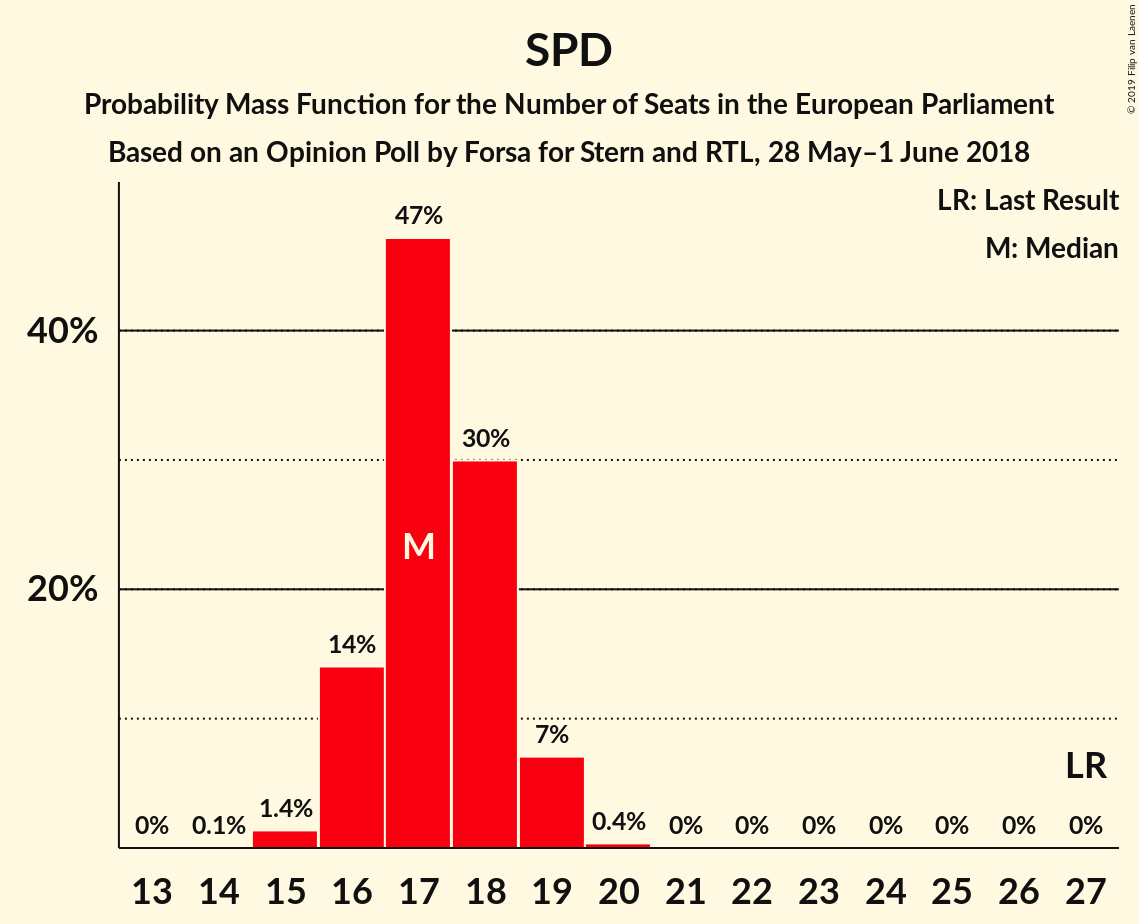 SPD
Probability Mass Function for the Number of Seats in the European Parliament
Based on an Opinion Poll by Forsa for Stern and RTL, 28 May–1 June 2018
© 2019 Filip van Laenen
LR: Last Result
M: Median
40%
20%
0% 0.1% 1.4% 14% 47% 30% 7% 0.4% 0% 0% 0% 0% 0% 0% 0%
M
LR
13 14 15 16 17 18 19 20 21 22 23 24 25 26 27